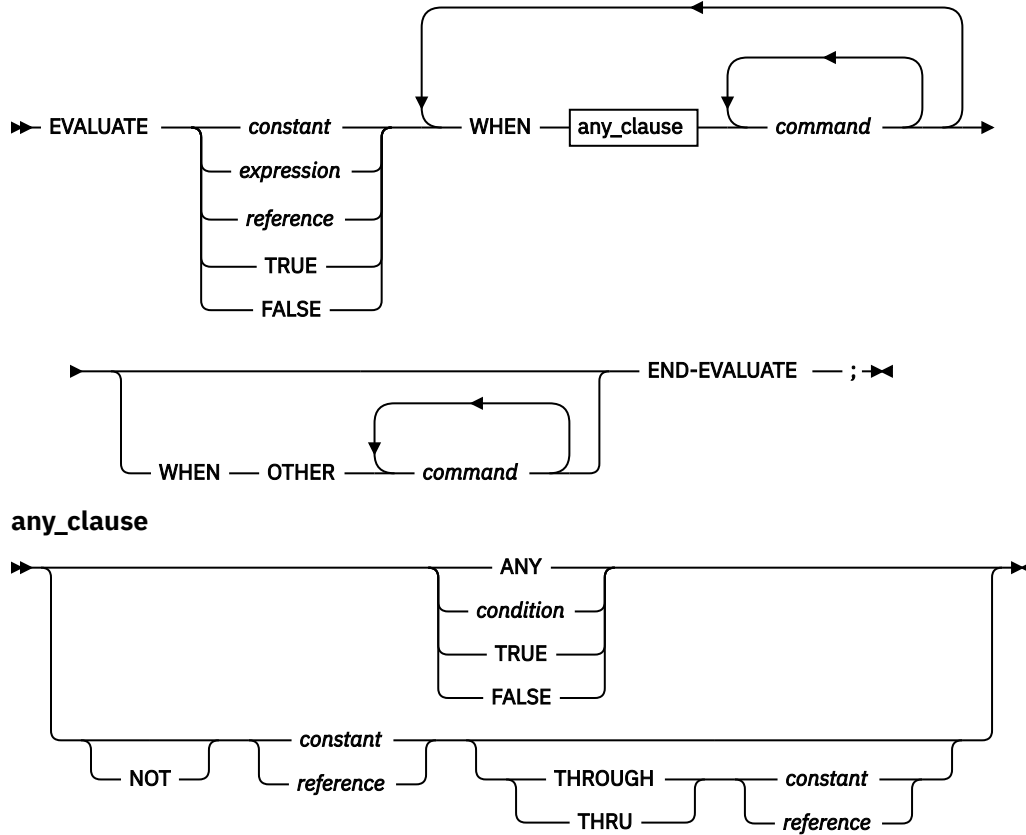 EVALUATE constant WHEN any_clause command
expression
reference
TRUE
FALSE
END-EVALUATE ;
WHEN OTHER command
any_clause
ANY
condition
TRUE
FALSE
constant
NOT reference THROUGH constant
THRU reference